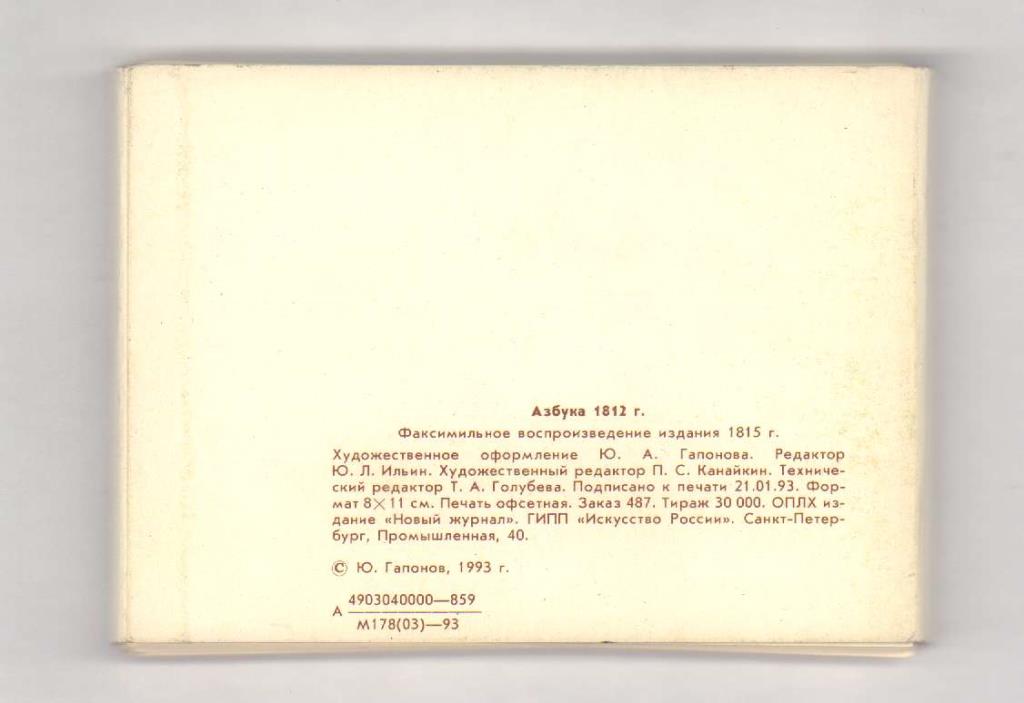 Азбука 1812 г.
Факсимильное воспроизведение издания 1815 г.
Художественное оформление Ю. А. Гапонова. Редактор
Ю. Л. Ильин. Художественный редактор П. С. Канайкин. Техниче-
ский редактор Т. А. Голубева. Подписано к печати 21.01.93. Фор-
мат 8×11 см. Печать офсетная. Заказ 487. Тираж 30 000. ОПЛХ из-
дание «Новый журнал». ГИПП «Искусство России». Санкт-Петер-
бург, Промышленная, 40.
© Ю. Гапонов, 1993 г.
А 4903040000—859
М178(03)—93